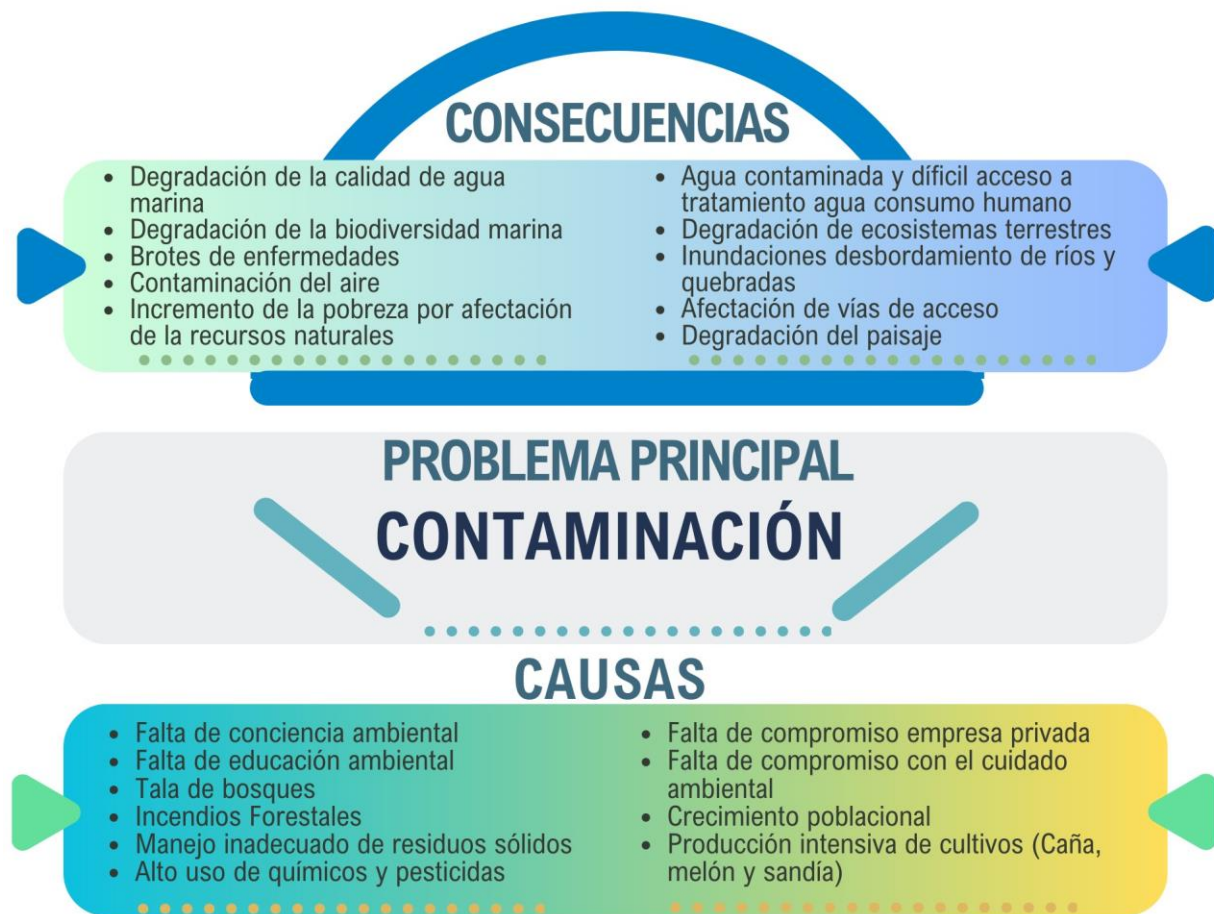 CONSECUENCIAS
• Degradación de la calidad de agua
marina
• Degradación de la biodiversidad marina
• Brotes de enfermedades
• Contaminación del aire
• Incremento de la pobreza por afectación
de la recursos naturales
• Agua contaminada y díficil acceso a
tratamiento agua consumo humano
• Degradación de ecosistemas terrestres
• Inundaciones desbordamiento de ríos y
quebradas
• Afectación de vías de acceso
• Degradación del paisaje
PROBLEMA PRINCIPAL
CONTAMINACIÓN
CAUSAS
• Falta de conciencia ambiental
• Falta de educación ambiental
• Tala de bosques
• Incendios Forestales
• Manejo inadecuado de residuos sólidos
• Alto uso de químicos y pesticidas
• Falta de compromiso empresa privada
• Falta de compromiso con el cuidado
ambiental
• Crecimiento poblacional
• Producción intensiva de cultivos (Caña,
melón y sandía)